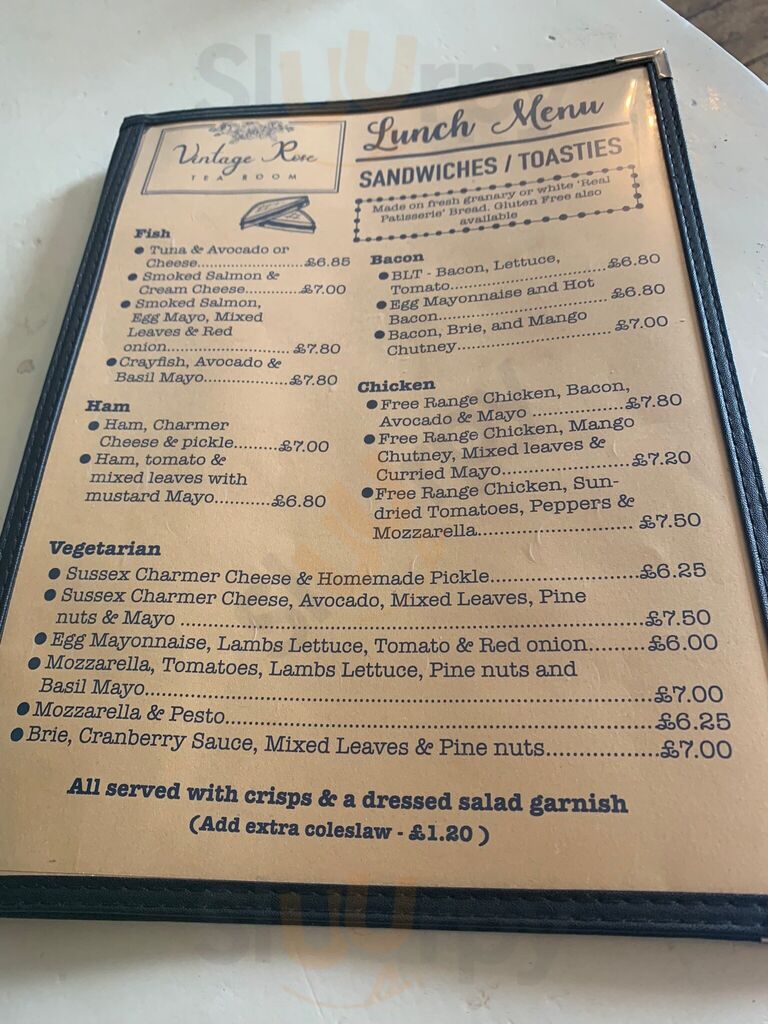 Slurpy
Vintage Rose
TEA ROOM
Lunch Menu
SANDWICHES / TOASTIES
Made on fresh granary or white 'Real
Patisserie' Bread. Gluten Free also
available
Fish
● Tuna & Avocado or
Cheese..............................£6.85
● Smoked Salmon &
Cream Cheese............£7.00
● Smoked Salmon,
Egg Mayo, Mixed
Leaves & Red
onion.............................£7.80
● Crayfish, Avocado &
Basil Mayo....................£7.80
Ham
● Ham, Charmer
Cheese & pickle.........£7.00
● Ham, tomato &
mixed leaves with
mustard Mayo...........£6.80
Bacon
● BLT - Bacon, Lettuce,
Tomato..............................£6.80
● Egg Mayonnaise and Hot
Bacon................................£6.80
● Bacon, Brie, and Mango
Chutney............................£7.00
Chicken
● Free Range Chicken, Bacon,
Avocado & Mayo ................£7.80
● Free Range Chicken, Mango
Chutney, Mixed leaves &
Curried Mayo......................£7.20
● Free Range Chicken, Sun-
dried Tomatoes, Peppers &
Mozzarella.......................... £7.50
Vegetarian
● Sussex Charmer Cheese & Homemade Pickle...........................£6.25
● Sussex Charmer Cheese, Avocado, Mixed Leaves, Pine
nuts & Mayo ................................................................................£7.50
● Egg Mayonnaise, Lambs Lettuce, Tomato & Red onion..........£6.00
● Mozzarella, Tomatoes, Lambs Lettuce, Pine nuts and
Basil Mayo.....................................................................................£7.00
● Mozzarella & Pesto.......................................................................£6.25
● Brie, Cranberry Sauce, Mixed Leaves & Pine nuts....................£7.00
All served with crisps & a dressed salad garnish
(Add extra coleslaw - £1.20 )
Slurpy